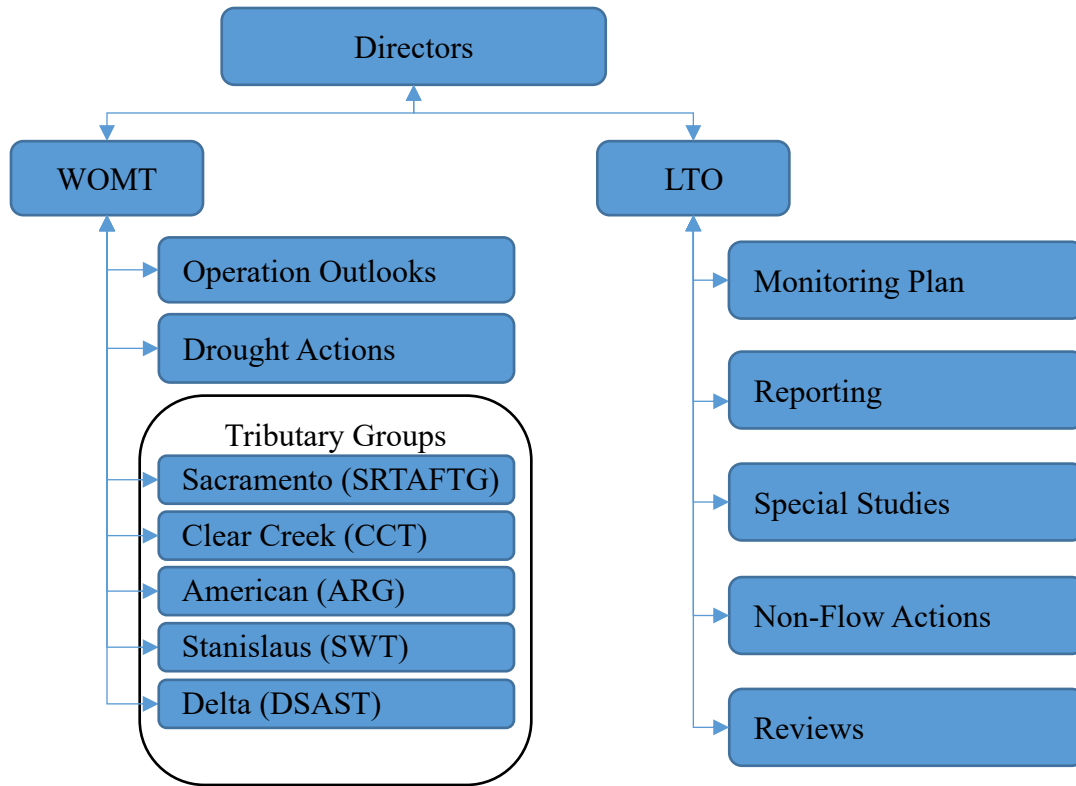 Directors
WOMT
Operation Outlooks
Drought Actions
Tributary Groups
Sacramento (SRTAFTG)
Clear Creek (CCT)
American (ARG)
Stanislaus (SWT)
Delta (DSAST)
LTO
Monitoring Plan
Reporting
Special Studies
Non-Flow Actions
Reviews